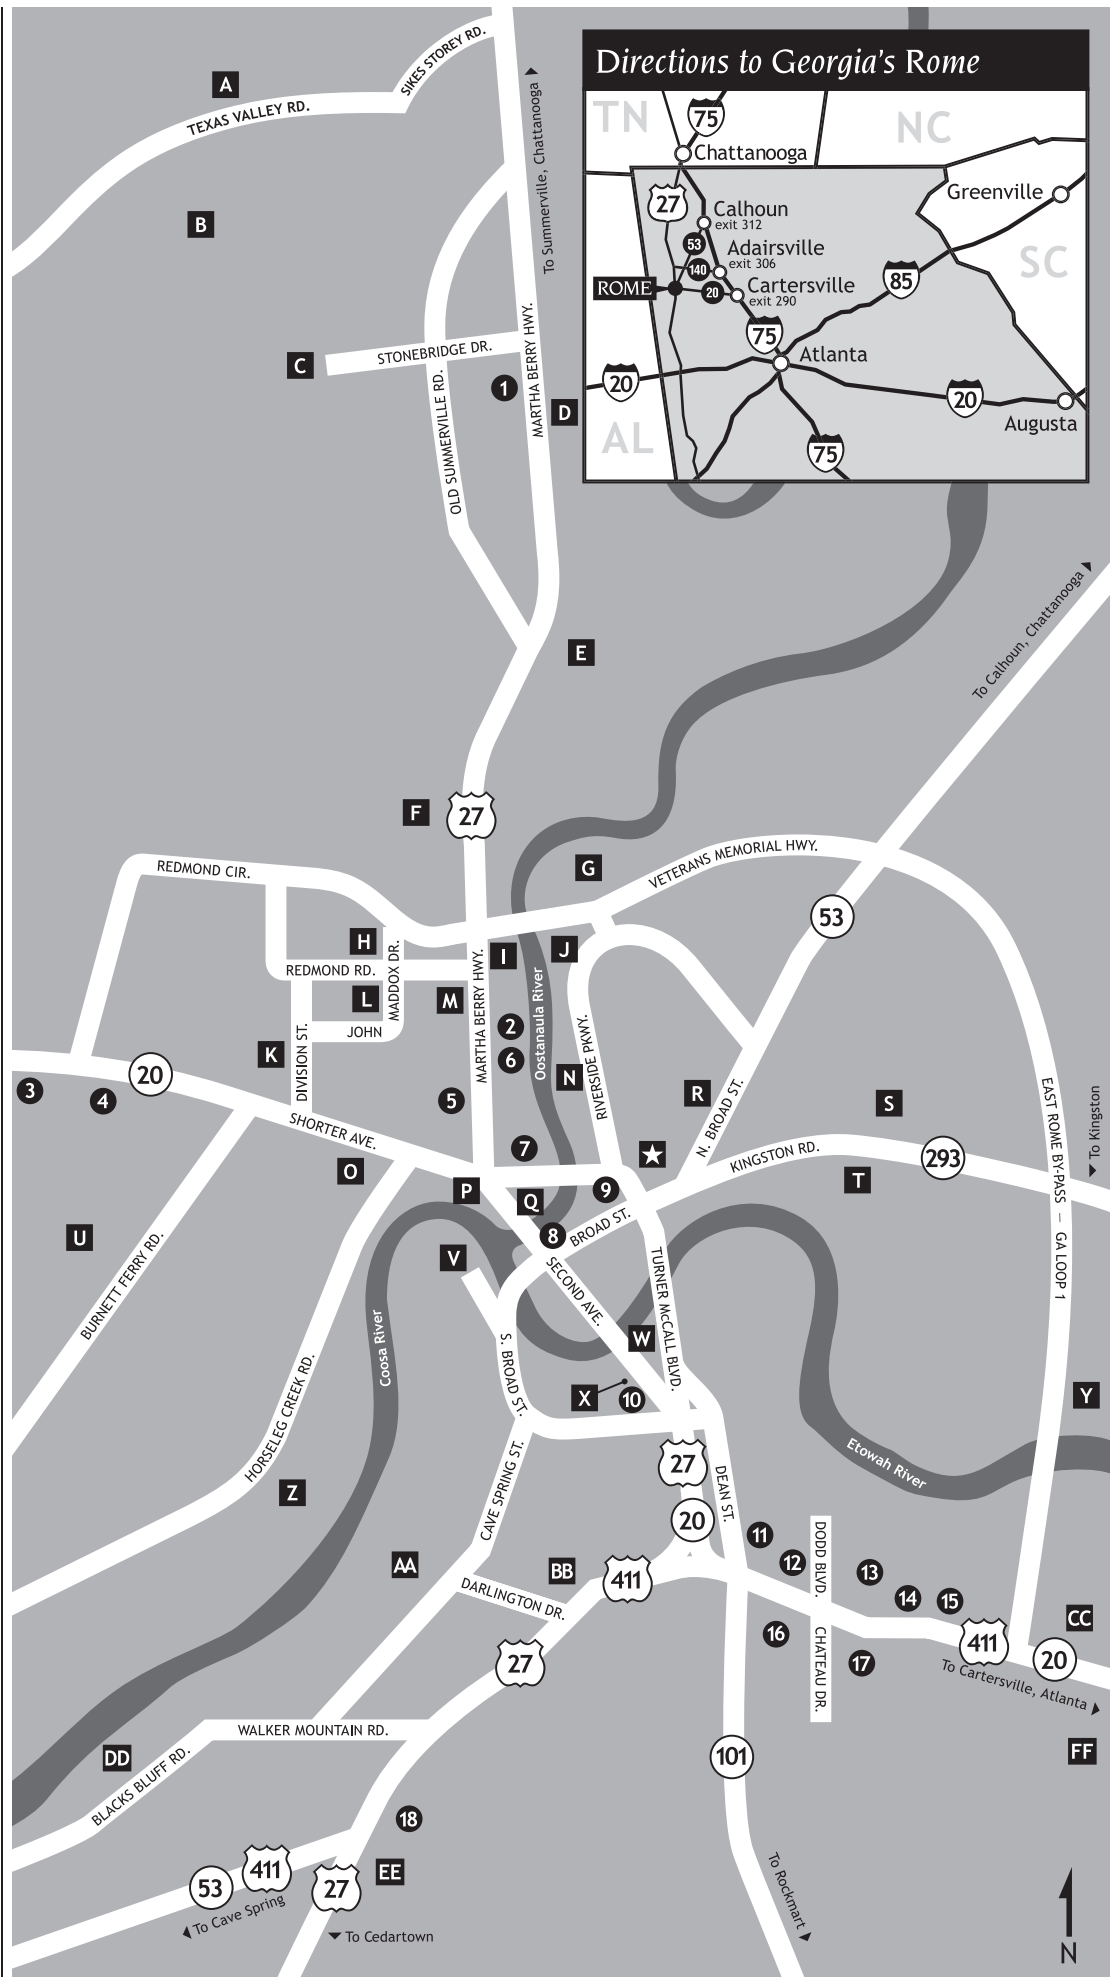 Directions to Georgia's Rome
TN
NC
SC
AL
75
Chattanooga
27
Greenville
Calhoun
exit 312
53
Adairsville
exit 306
140
ROME
20
Cartersville
exit 290
85
75
Atlanta
20
20
Augusta
75
SIKES STOREY RD.
A
TEXAS VALLEY RD.
To Summerville, Chattanooga
B
C
STONEBRIDGE DR.
MARTHA BERRY HWY.
1
D
OLD SUMMERVILLE RD.
To Calhoun, Chattanooga
E
F
27
REDMOND CIR.
G
VETERANS MEMORIAL HWY.
53
H
I
J
REDMOND RD.
MADDOX DR.
MARTHA BERRY HWY.
Oostanaula River
L
M
2
JOHN
K
DIVISION ST.
6
N
RIVERSIDE PKWY.
R
N. BROAD ST.
S
EAST ROME BY-PASS — GA LOOP 1
To Kingston
3
4
20
5
SHORTER AVE.
7
O
P
Q
9
KINGSTON RD.
293
T
U
8
BROAD ST.
BURNETT FERRY RD.
V
SECOND AVE.
TURNER McCALL BLVD.
Coosa River
W
S. BROAD ST.
X
10
Y
HORSELEG CREEK RD.
Etowah River
Z
CAVE SPRING ST.
27
DEAN ST.
20
11
DODD BLVD.
12
13
14
15
AA
BB
411
DARLINGTON DR.
16
CHATEAU DR.
17
CC
411
20
To Cartersville, Atlanta
27
WALKER MOUNTAIN RD.
DD
BLACKS BLUFF RD.
101
FF
18
EE
411
53
27
To Cave Spring
To Cedartown
To Rockmart
N